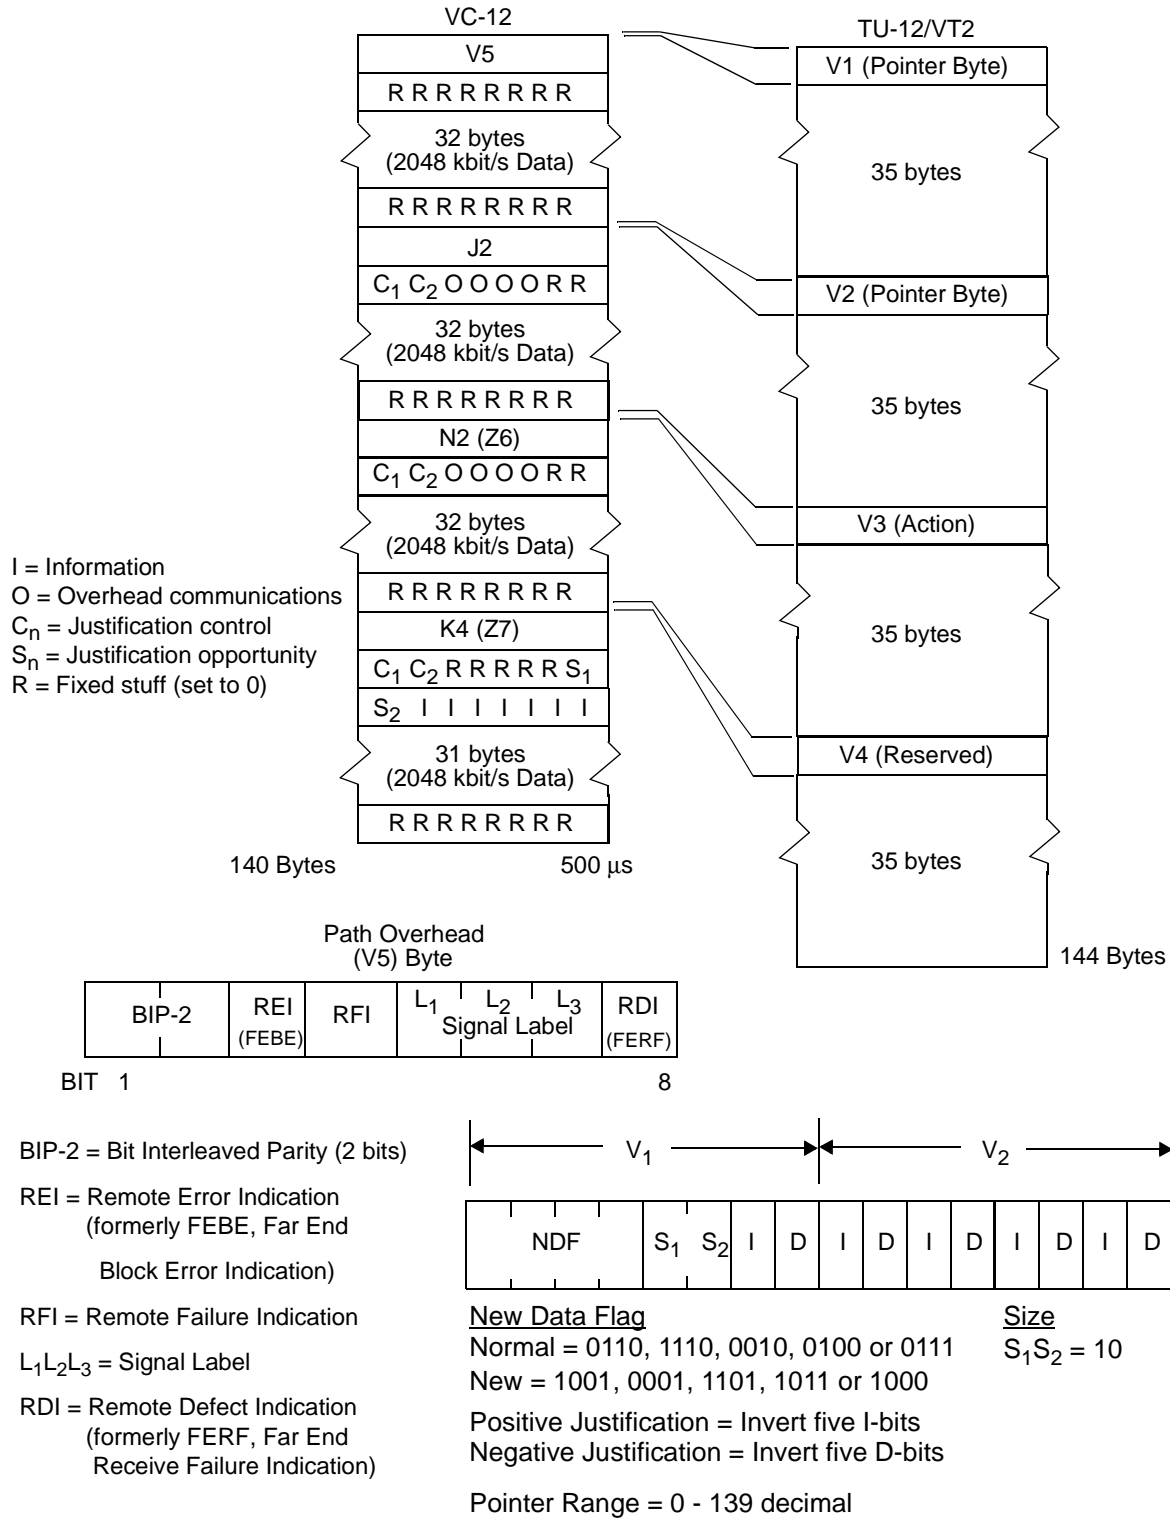 VC-12
V5
R R R R R R R R
32 bytes
(2048 kbit/s Data)
R R R R R R R R
J2
C1 C2 O O O O R R
32 bytes
(2048 kbit/s Data)
R R R R R R R R
N2 (Z6)
C1 C2 O O O O R R
32 bytes
(2048 kbit/s Data)
R R R R R R R R
K4 (Z7)
C1 C2 R R R R R S1
S2 I I I I I I I
31 bytes
(2048 kbit/s Data)
R R R R R R R R
140 Bytes
500 μs
TU-12/VT2
V1 (Pointer Byte)
35 bytes
V2 (Pointer Byte)
35 bytes
V3 (Action)
35 bytes
V4 (Reserved)
35 bytes
144 Bytes
I = Information
O = Overhead communications
Cn = Justification control
Sn = Justification opportunity
R = Fixed stuff (set to 0)
Path Overhead
(V5) Byte
BIP-2
REI
(FEBE)
RFI
L1 L2 L3
Signal Label
RDI
(FERF)
BIT 1 8
BIP-2 = Bit Interleaved Parity (2 bits)
REI = Remote Error Indication
(formerly FEBE, Far End
Block Error Indication)
RFI = Remote Failure Indication
L1L2L3 = Signal Label
RDI = Remote Defect Indication
(formerly FERF, Far End
Receive Failure Indication)
V1 V2
NDF S1 S2 I D I D I D I D I D
New Data Flag
Normal = 0110, 1110, 0010, 0100 or 0111
New = 1001, 0001, 1101, 1011 or 1000
Size
S1S2 = 10
Positive Justification = Invert five I-bits
Negative Justification = Invert five D-bits
Pointer Range = 0 - 139 decimal